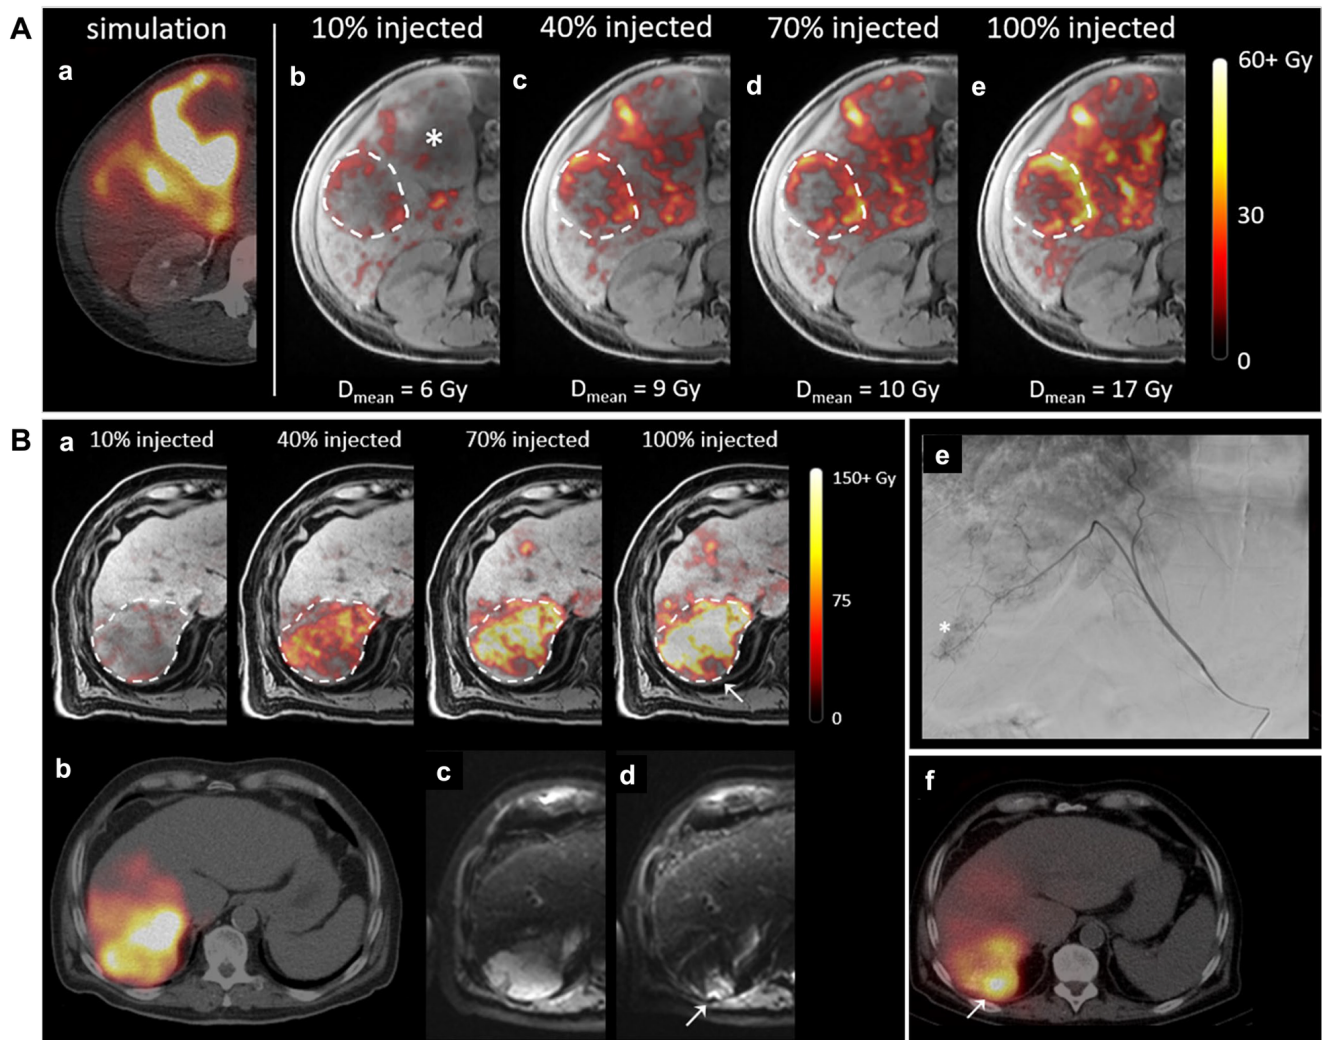 A
simulation
10% injected
40% injected
70% injected
100% injected
a
b
c
d
e
*
60+ Gy
30
0
Dmean = 6 Gy
Dmean = 9 Gy
Dmean = 10 Gy
Dmean = 17 Gy
B
a
10% injected
40% injected
70% injected
100% injected
150+ Gy
75
0
e
*
b
c
d
f